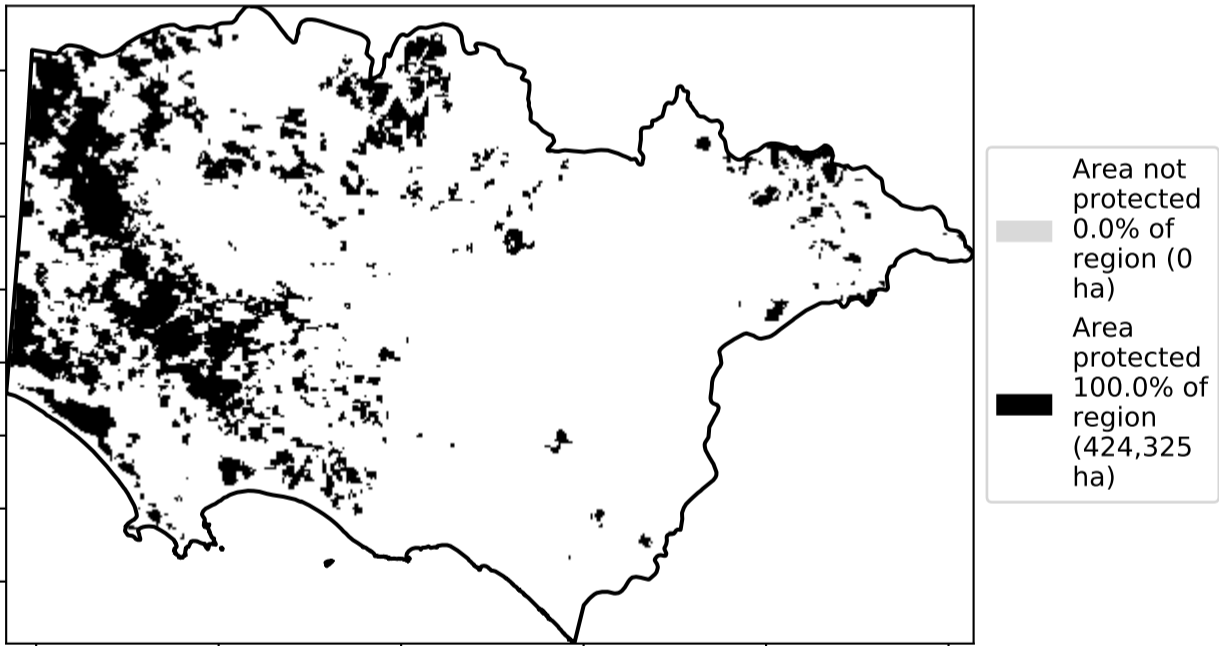 Area not
protected
0.0% of
region (0
ha)
Area
protected
100.0% of
region
(424,325
ha)